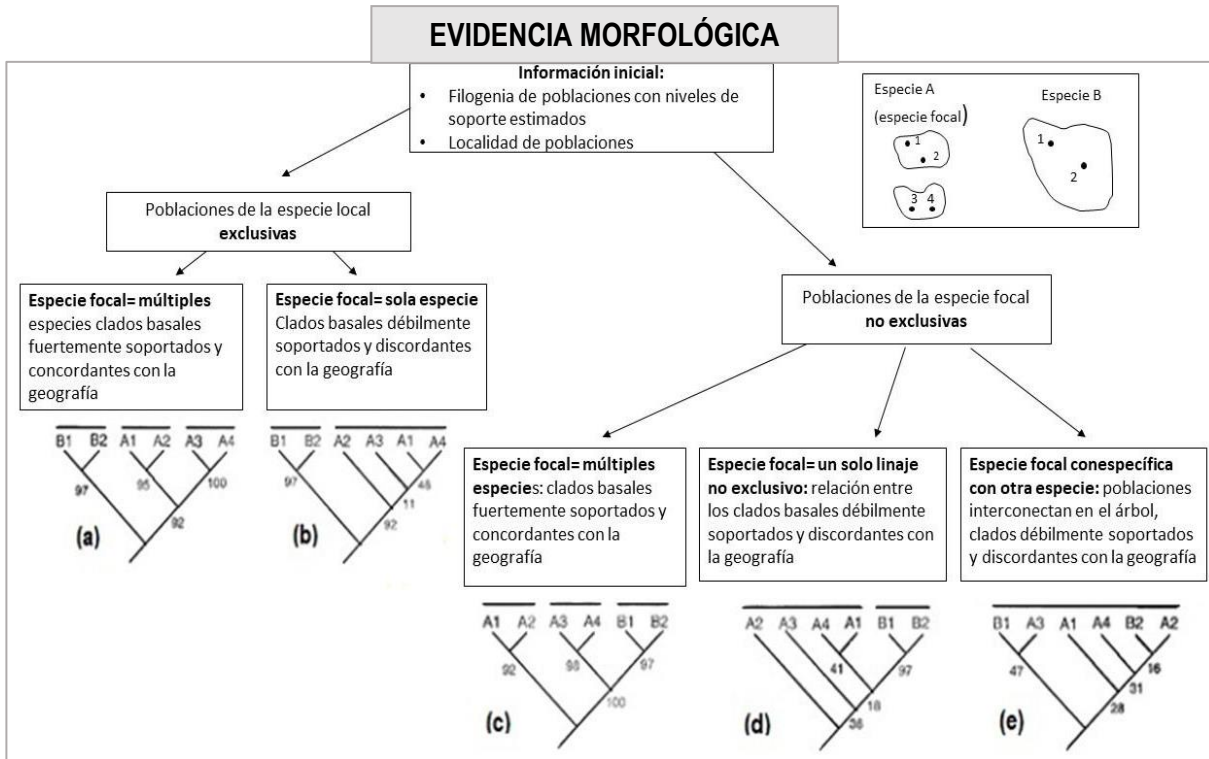 EVIDENCIA MORFOLÓGICA
Información inicial:
• Filogenia de poblaciones con niveles de
soporte estimados
• Localidad de poblaciones
Especie A
(especie focal)
1
2
3 4
Especie B
1
2
Poblaciones de la especie local
exclusivas
Especie focal= múltiples
especies clados basales
fuertemente soportados y
concordantes con la
geografía
Especie focal= sola especie
Clados basales débilmente
soportados y discordantes
con la geografía
Poblaciones de la especie focal
no exclusivas
B1 B2 A1 A2 A3 A4
97
95
100
92
(a)
B1 B2 A2 A3 A1 A4
97
48
11
92
(b)
Especie focal= múltiples
especies: clados basales
fuertemente soportados y
concordantes con la
geografía
Especie focal= un solo linaje
no exclusivo: relación entre
los clados basales débilmente
soportados y discordantes con
la geografía
Especie focal conespecífica
con otra especie: poblaciones
interconectan en el árbol,
clados débilmente soportados
y discordantes con la geografía
A1 A2 A3 A4 B1 B2
92
98
97
100
(c)
A2 A3 A4 A1 B1 B2
41
97
18
36
(d)
B1 A3 A1 A4 B2 A2
47
16
31
28
(e)